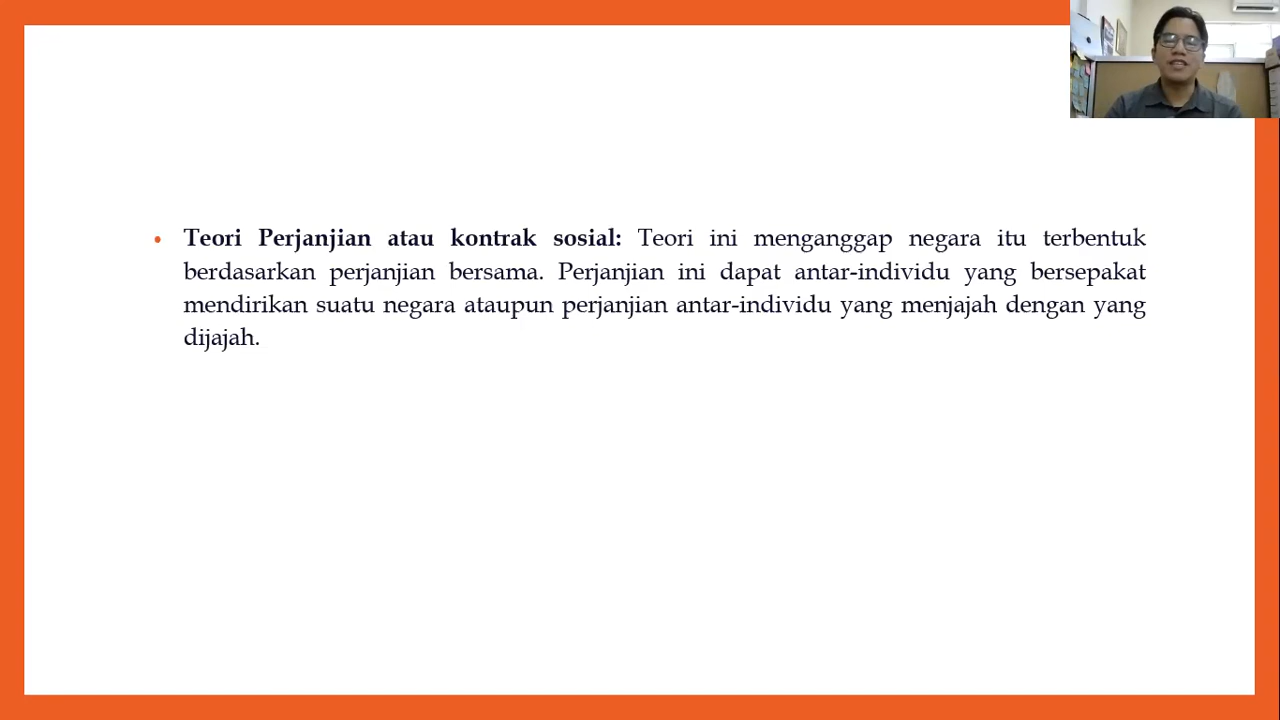 • Teori Perjanjian atau kontrak sosial: Teori ini menganggap negara itu terbentuk
berdasarkan perjanjian bersama. Perjanjian ini dapat antar-individu yang bersepakat
mendirikan suatu negara ataupun perjanjian antar-individu yang menjajah dengan yang
dijajah.